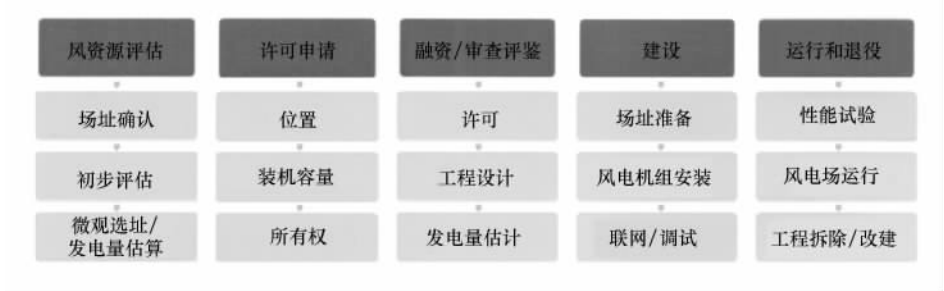 风资源评估
许可申请
融资/审查评鉴
建设
运行和退役
场址确认
位置
许可
场址准备
性能试验
初步评估
装机容量
工程设计
风电机组安装
风电场运行
微观选址/
发电量估算
所有权
发电量估计
联网/调试
工程拆除/改建